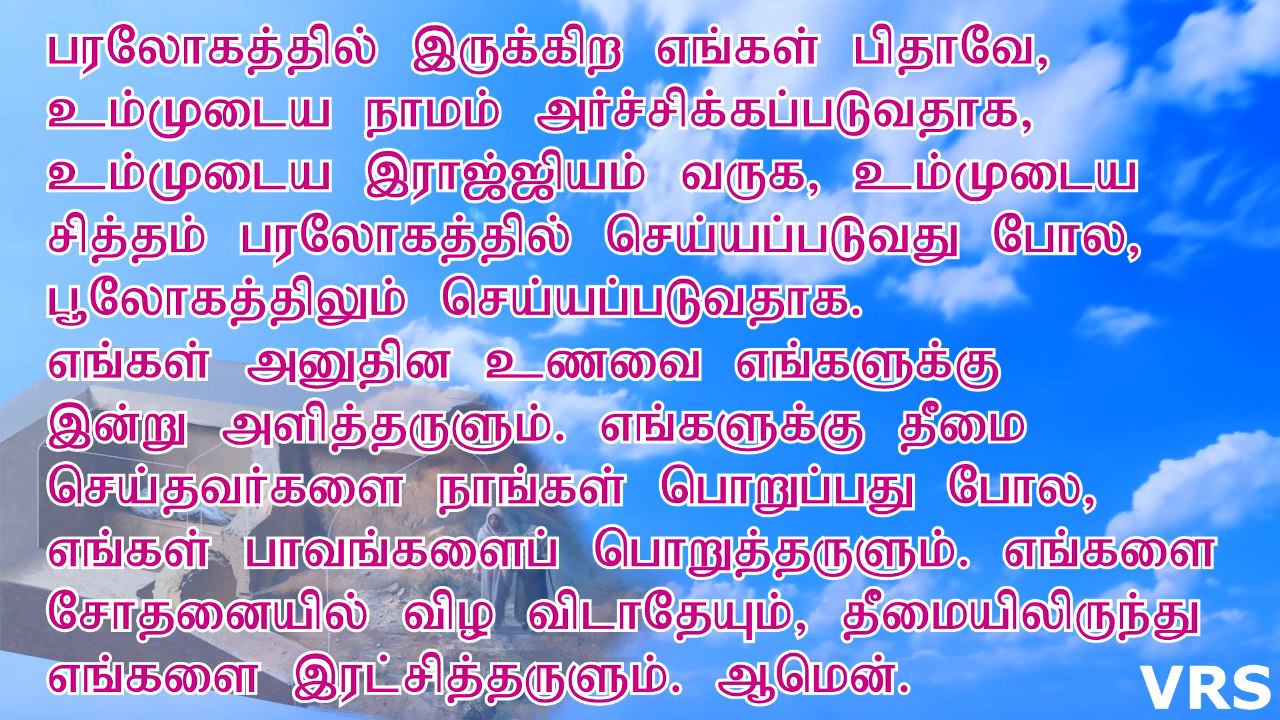 பரலோகத்தில் இருக்கிற எங்கள் பிதாவே,
உம்முடைய நாமம் அர்ச்சிக்கப்படுவதாக,
உம்முடைய இராஜ்ஜியம் வருக, உம்முடைய
சித்தம் பரலோகத்தில் செய்யப்படுவது போல,
பூலோகத்திலும் செய்யப்படுவதாக.
எங்கள் அனுதின உணவை எங்களுக்கு
இன்று அளித்தருளும். எங்களுக்கு தீமை
செய்தவர்களை நாங்கள் பொறுப்பது போல,
எங்கள் பாவங்களைப் பொறுத்தருளும். எங்களை
சோதனையில் விழ விடாதேயும், தீமையிலிருந்து
எங்களை இரட்சித்தருளும். ஆமென்.
VRS